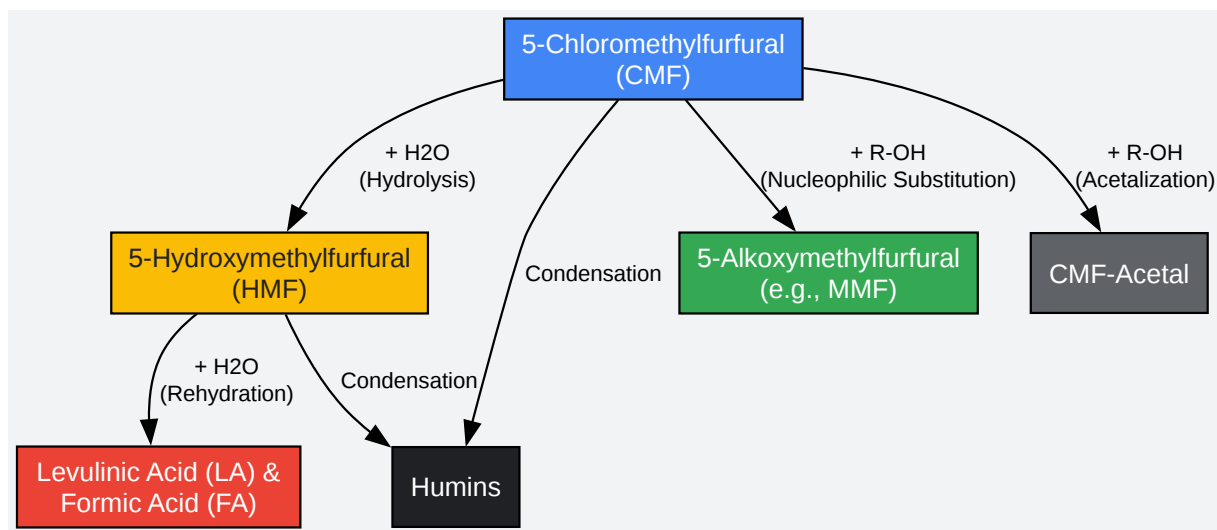 5-Chloromethylfurfural
(CMF)
+ H2O
(Hydrolysis)
+ R-OH
(Nucleophilic Substitution)
+ R-OH
(Acetalization)
5-Hydroxymethylfurfural
(HMF)
Condensation
5-Alkoxymethylfurfural
(e.g., MMF)
CMF-Acetal
+ H2O
(Rehydration)
Condensation
Levulinic Acid (LA) &
Formic Acid (FA)
Humins